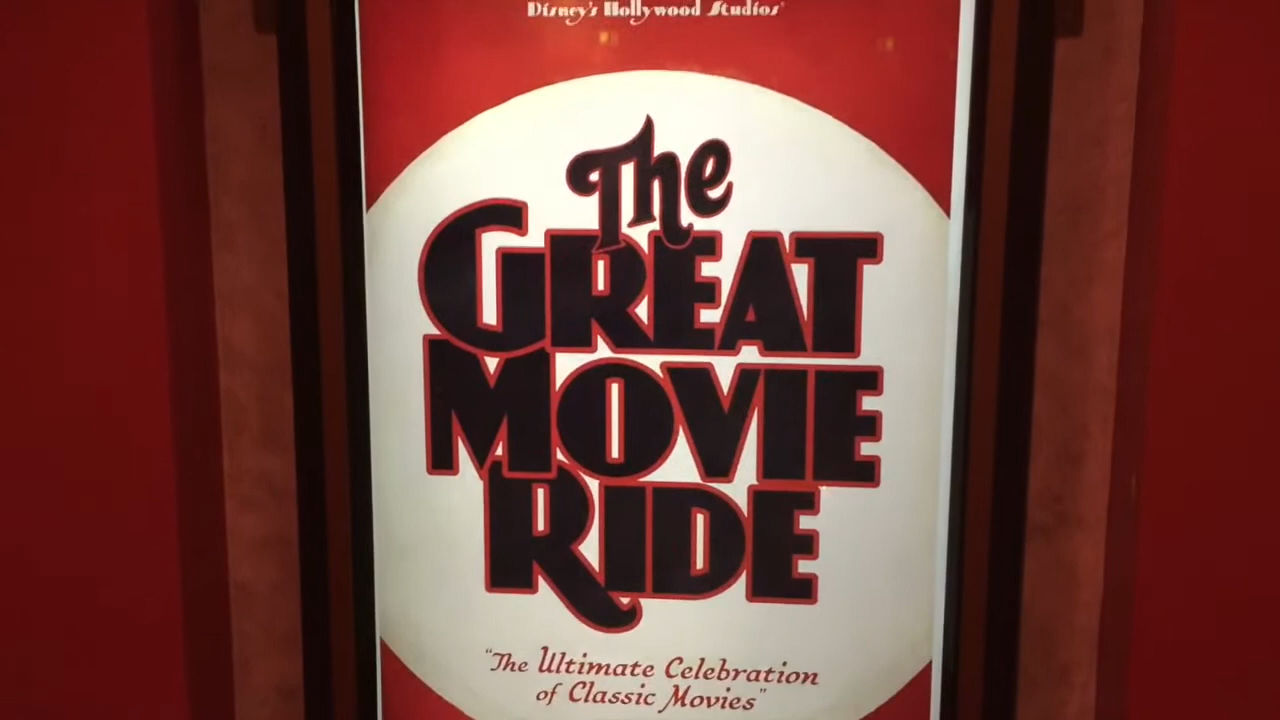 Disney's Hollywood Studios
The
GREAT
MOVIE
RIDE
"The Ultimate Celebration
of Classic Movies"